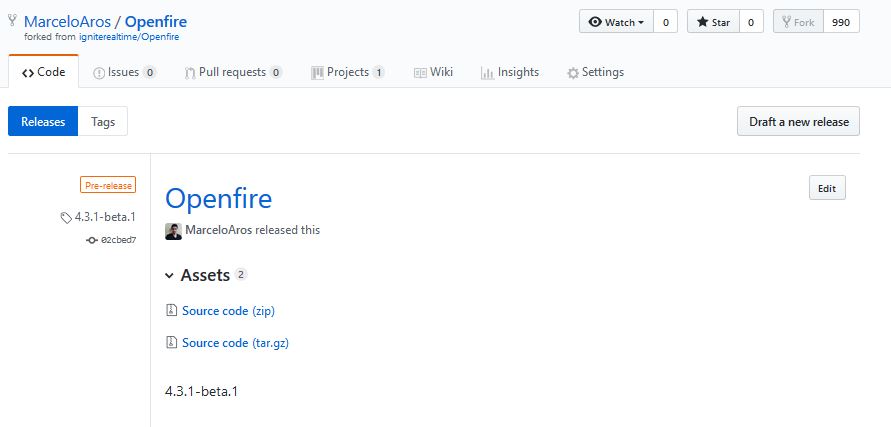 MarceloAros / Openfire
forked from igniterealtime/Openfire
Watch 0
Star 0
Fork 990
Code
Issues 0
Pull requests 0
Projects 1
Wiki
Insights
Settings
Releases
Tags
Draft a new release
Pre-release
4.3.1-beta.1
02cbed7
Openfire
Edit
MarceloAros released this
Assets 2
Source code (zip)
Source code (tar.gz)
4.3.1-beta.1